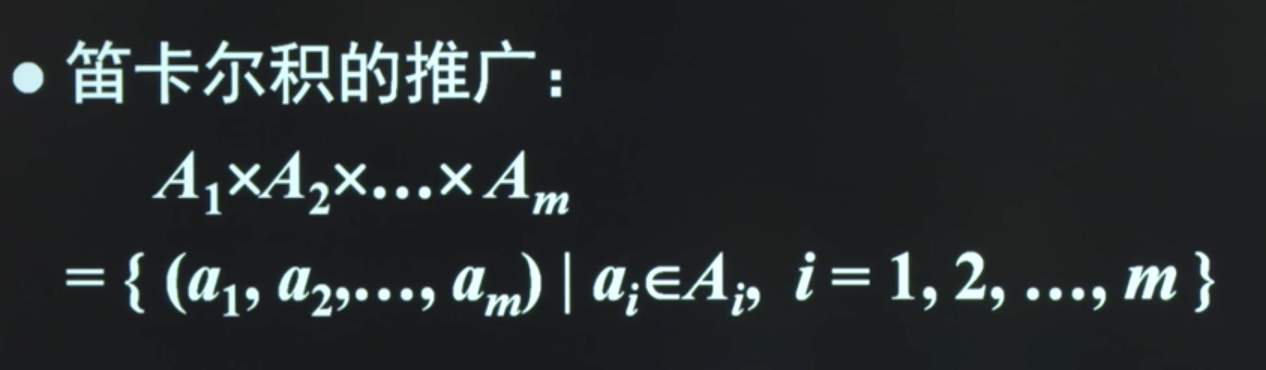 ● 笛卡尔积的推广：
A₁×A₂×…× Aₘ
= { (a₁, a₂,…, aₘ) | aᵢ∈Aᵢ, i = 1, 2, …, m }